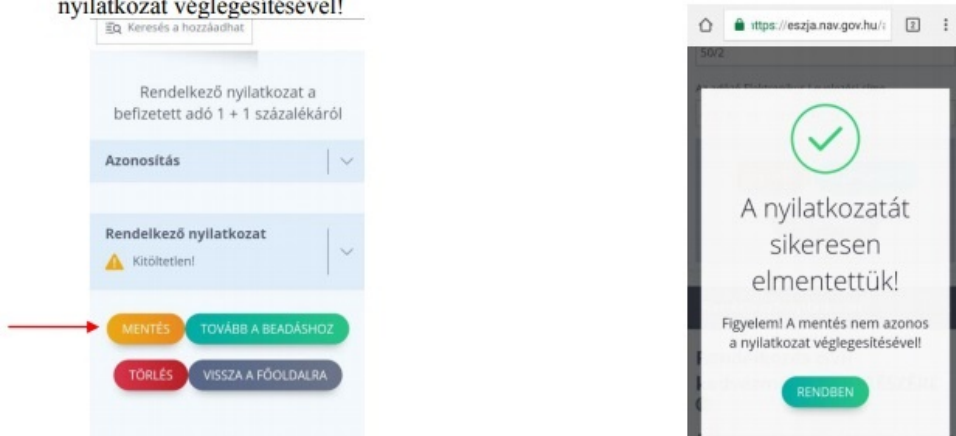 nyilatkozat véglegesítésével!
Keresés a hozzáadhat
Rendelkező nyilatkozat a
befizetett adó 1 + 1 százalékáról
Azonosítás
Rendelkező nyilatkozat
Kitöltetlen!
MENTÉS
TOVÁBB A BEADÁSHOZ
TÖRLÉS
VISSZA A FŐOLDALRA
ttps://eszja.nav.gov.hu/
2
50/2
A nyilatkozatát
sikeresen
elmentettük!
Figyelem! A mentés nem azonos
a nyilatkozat véglegesítésével!
RENDBEN